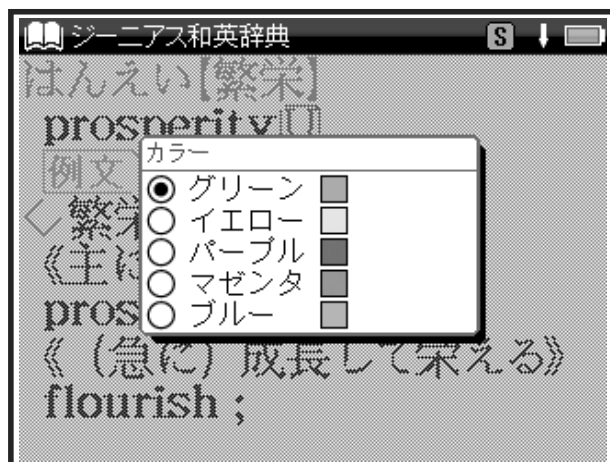 ジーニアス和英辞典 S
はんえい【繁栄】
prosperity U
例文
カラー
グリーン
イエロー
パープル
マゼンタ
ブルー
◇繁栄
《主に
pros
《（急に）成長して栄える》
flourish ;